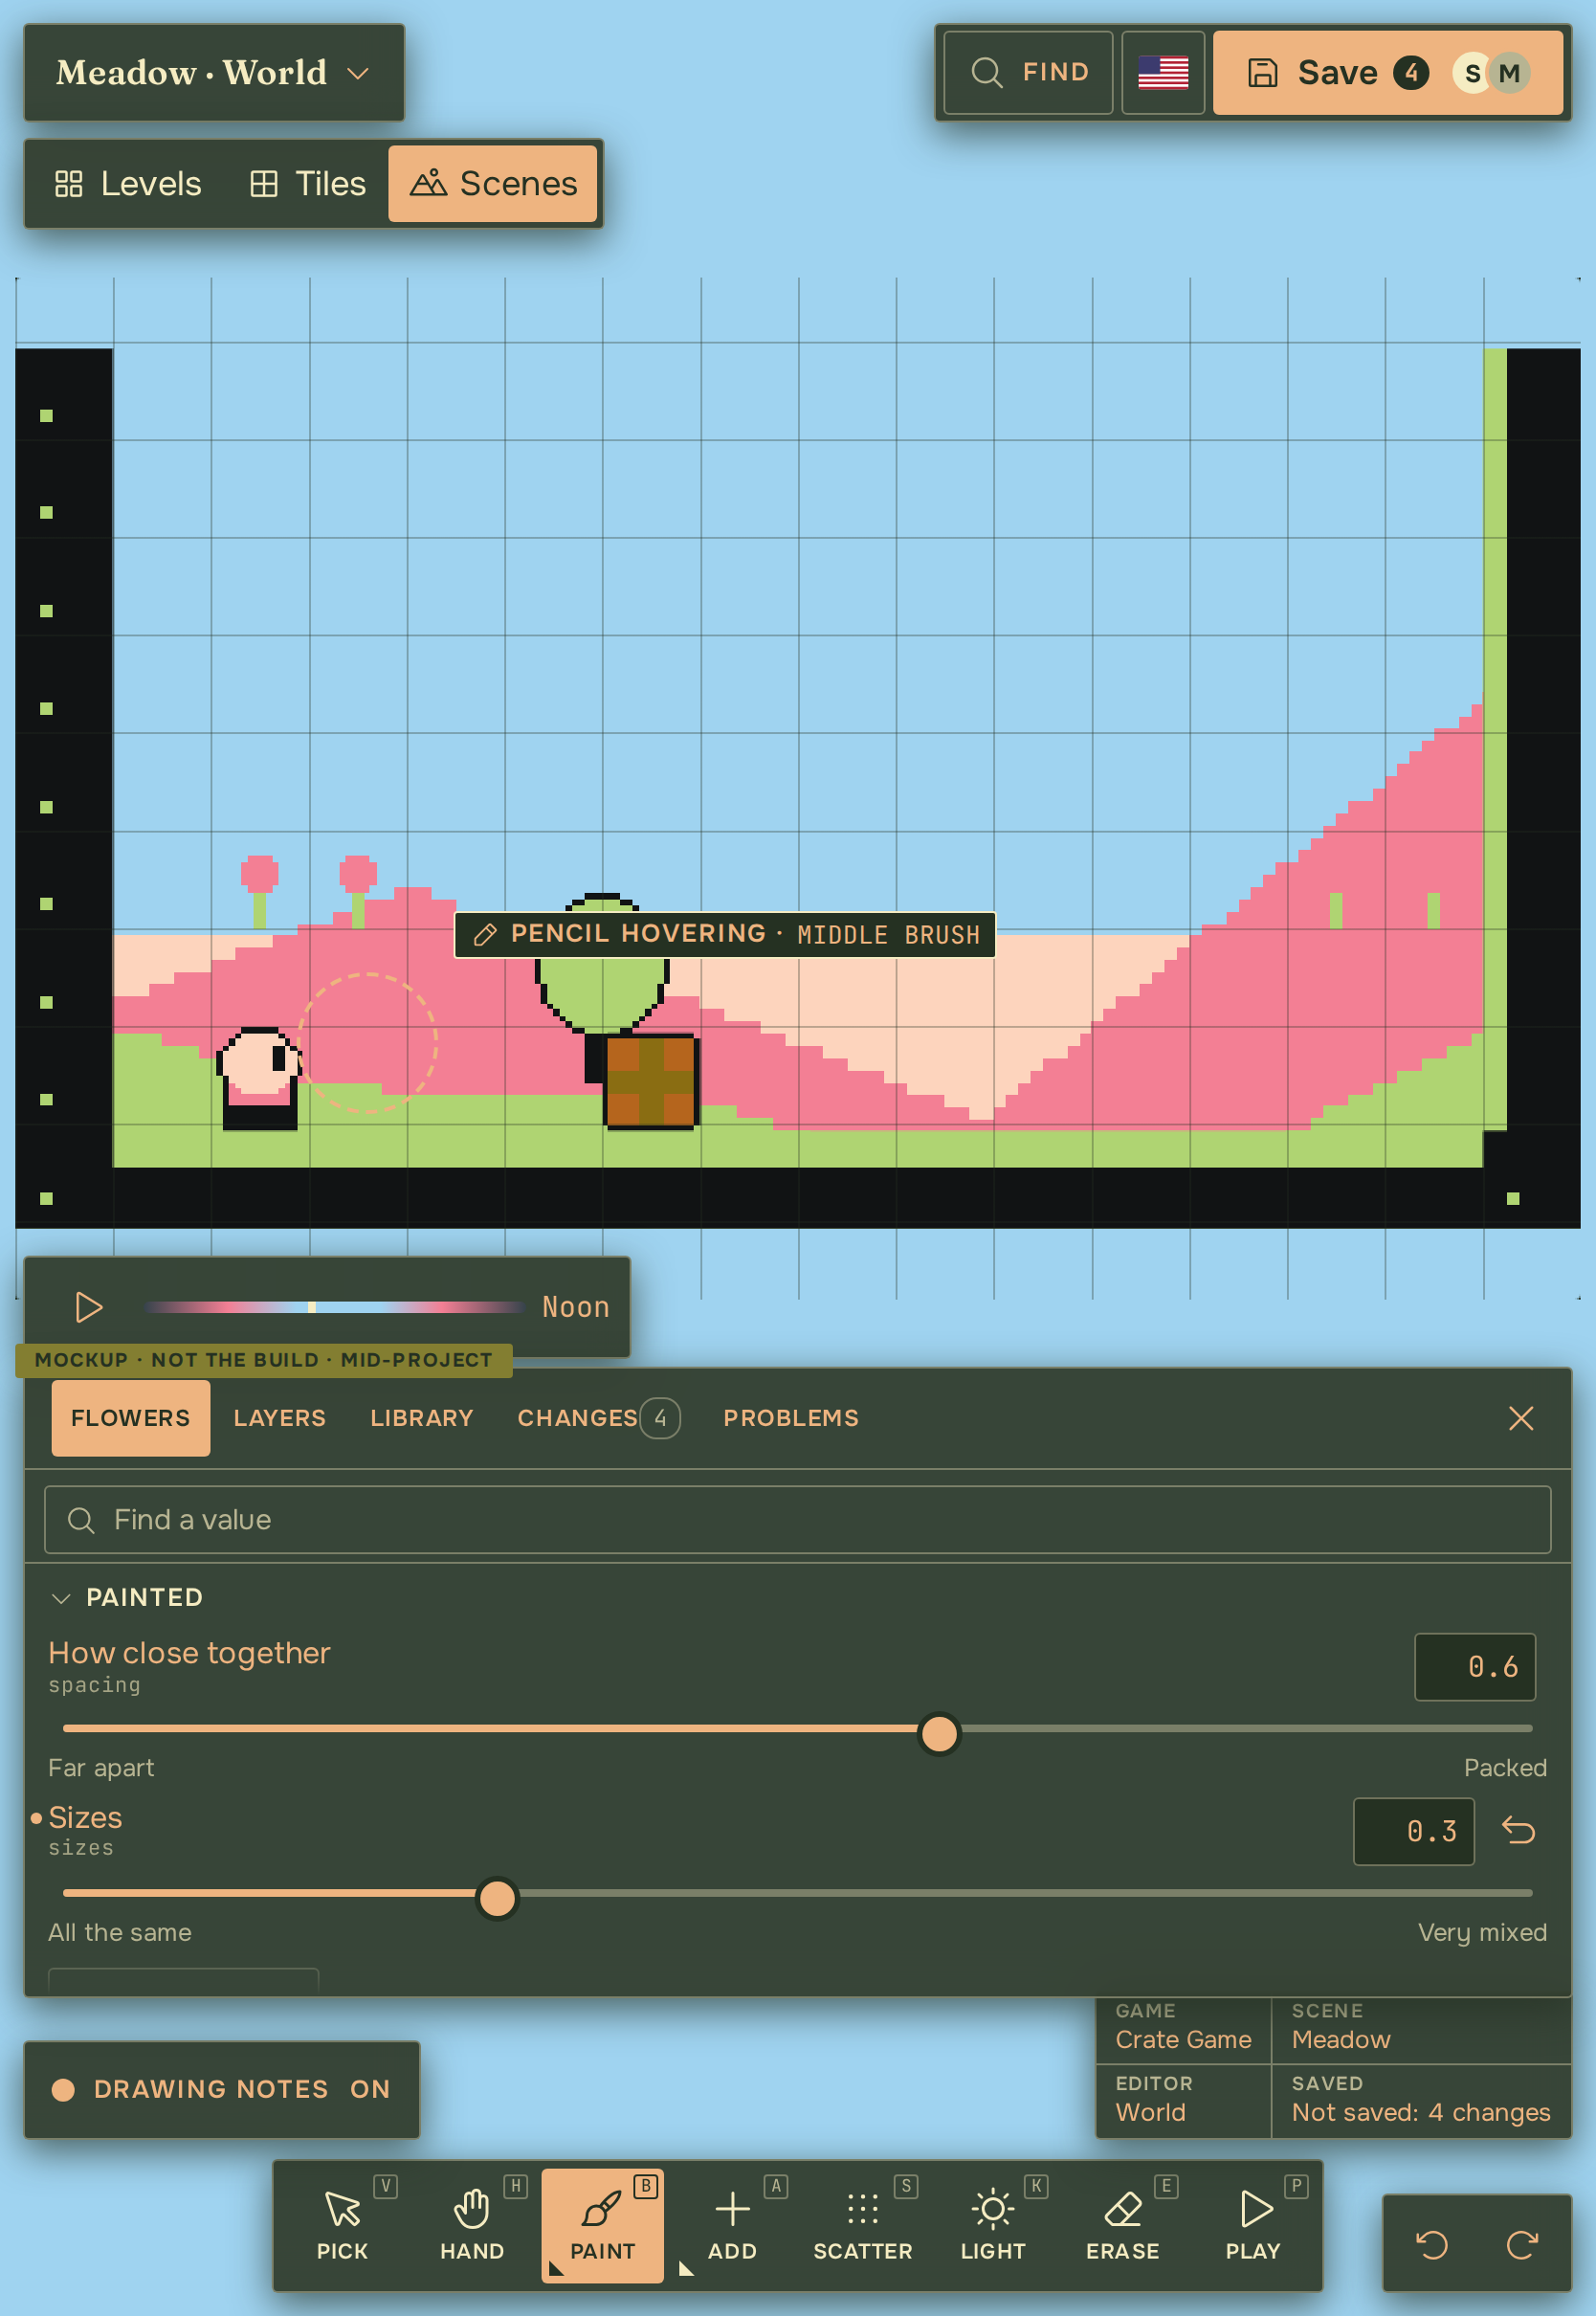 Meadow · World
FIND
Save 4 S M
Levels Tiles Scenes
PENCIL HOVERING · MIDDLE BRUSH
Noon
MOCKUP · NOT THE BUILD · MID-PROJECT
FLOWERS LAYERS LIBRARY CHANGES 4 PROBLEMS
Find a value
PAINTED
How close together
spacing
0.6
Far apart Packed
Sizes
sizes
0.3
All the same Very mixed
GAME SCENE
Crate Game Meadow
EDITOR SAVED
World Not saved: 4 changes
DRAWING NOTES ON
V H B A S K E P
PICK HAND PAINT ADD SCATTER LIGHT ERASE PLAY